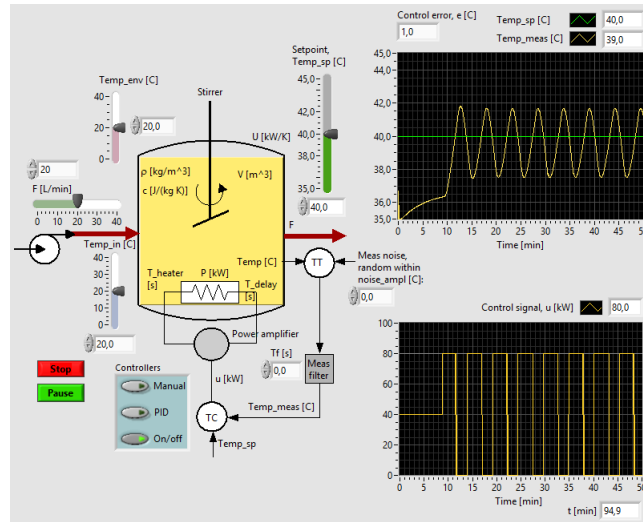 Control error, e [C]
1,0
Temp_sp [C]
40,0
Temp_meas [C]
39,0
Setpoint,
Temp_sp [C]
45,0
40,0
35,0
40,0
Temp_env [C]
40
20
0
20,0
Stirrer
U [kW/K]
ρ [kg/m^3]
V [m^3]
c [J/(kg K)]
20
F [L/min]
0 10 20 30 40
F
Temp_in [C]
40
20
0
20,0
Temp [C]
TT
Meas noise,
random within
noise_ampl [C]:
0,0
T_heater
[s]
P [kW]
T_delay
[s]
Power amplifier
u [kW]
Tf [s]
0,0
Meas
filter
Temp_meas [C]
TC
Temp_sp
Stop
Pause
Controllers
Manual
PID
On/off
45,0
44,0
43,0
42,0
41,0
40,0
39,0
38,0
37,0
36,0
35,0
0 5 10 15 20 25 30 35 40 45 50
Time [min]
Control signal, u [kW]
80,0
100
80
60
40
20
0
0 5 10 15 20 25 30 35 40 45 50
Time [min]
t [min]
94,9